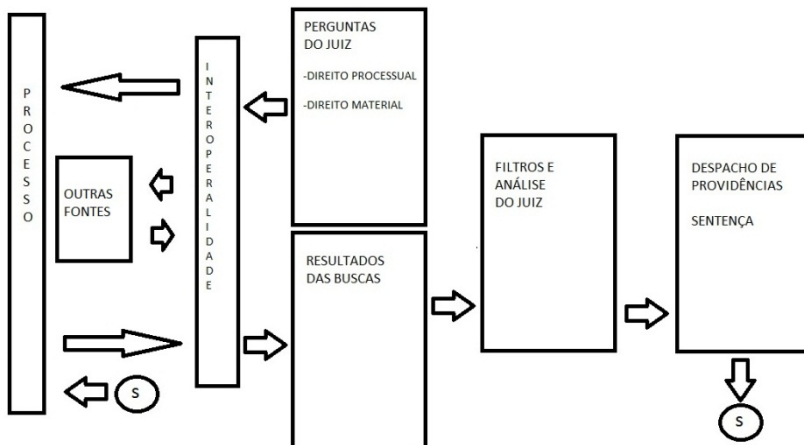 PROCESSO
OUTRAS
FONTES
INTEROPERALIDADE
PERGUNTAS
DO JUIZ
-DIREITO PROCESSUAL
-DIREITO MATERIAL
RESULTADOS
DAS BUSCAS
FILTROS E
ANÁLISE
DO JUIZ
DESPACHO DE
PROVIDÊNCIAS
SENTENÇA
S
S